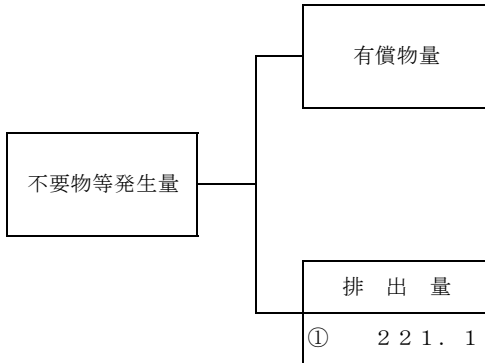 有償物量
不要物等発生量
排　出　量
①　２２１．１